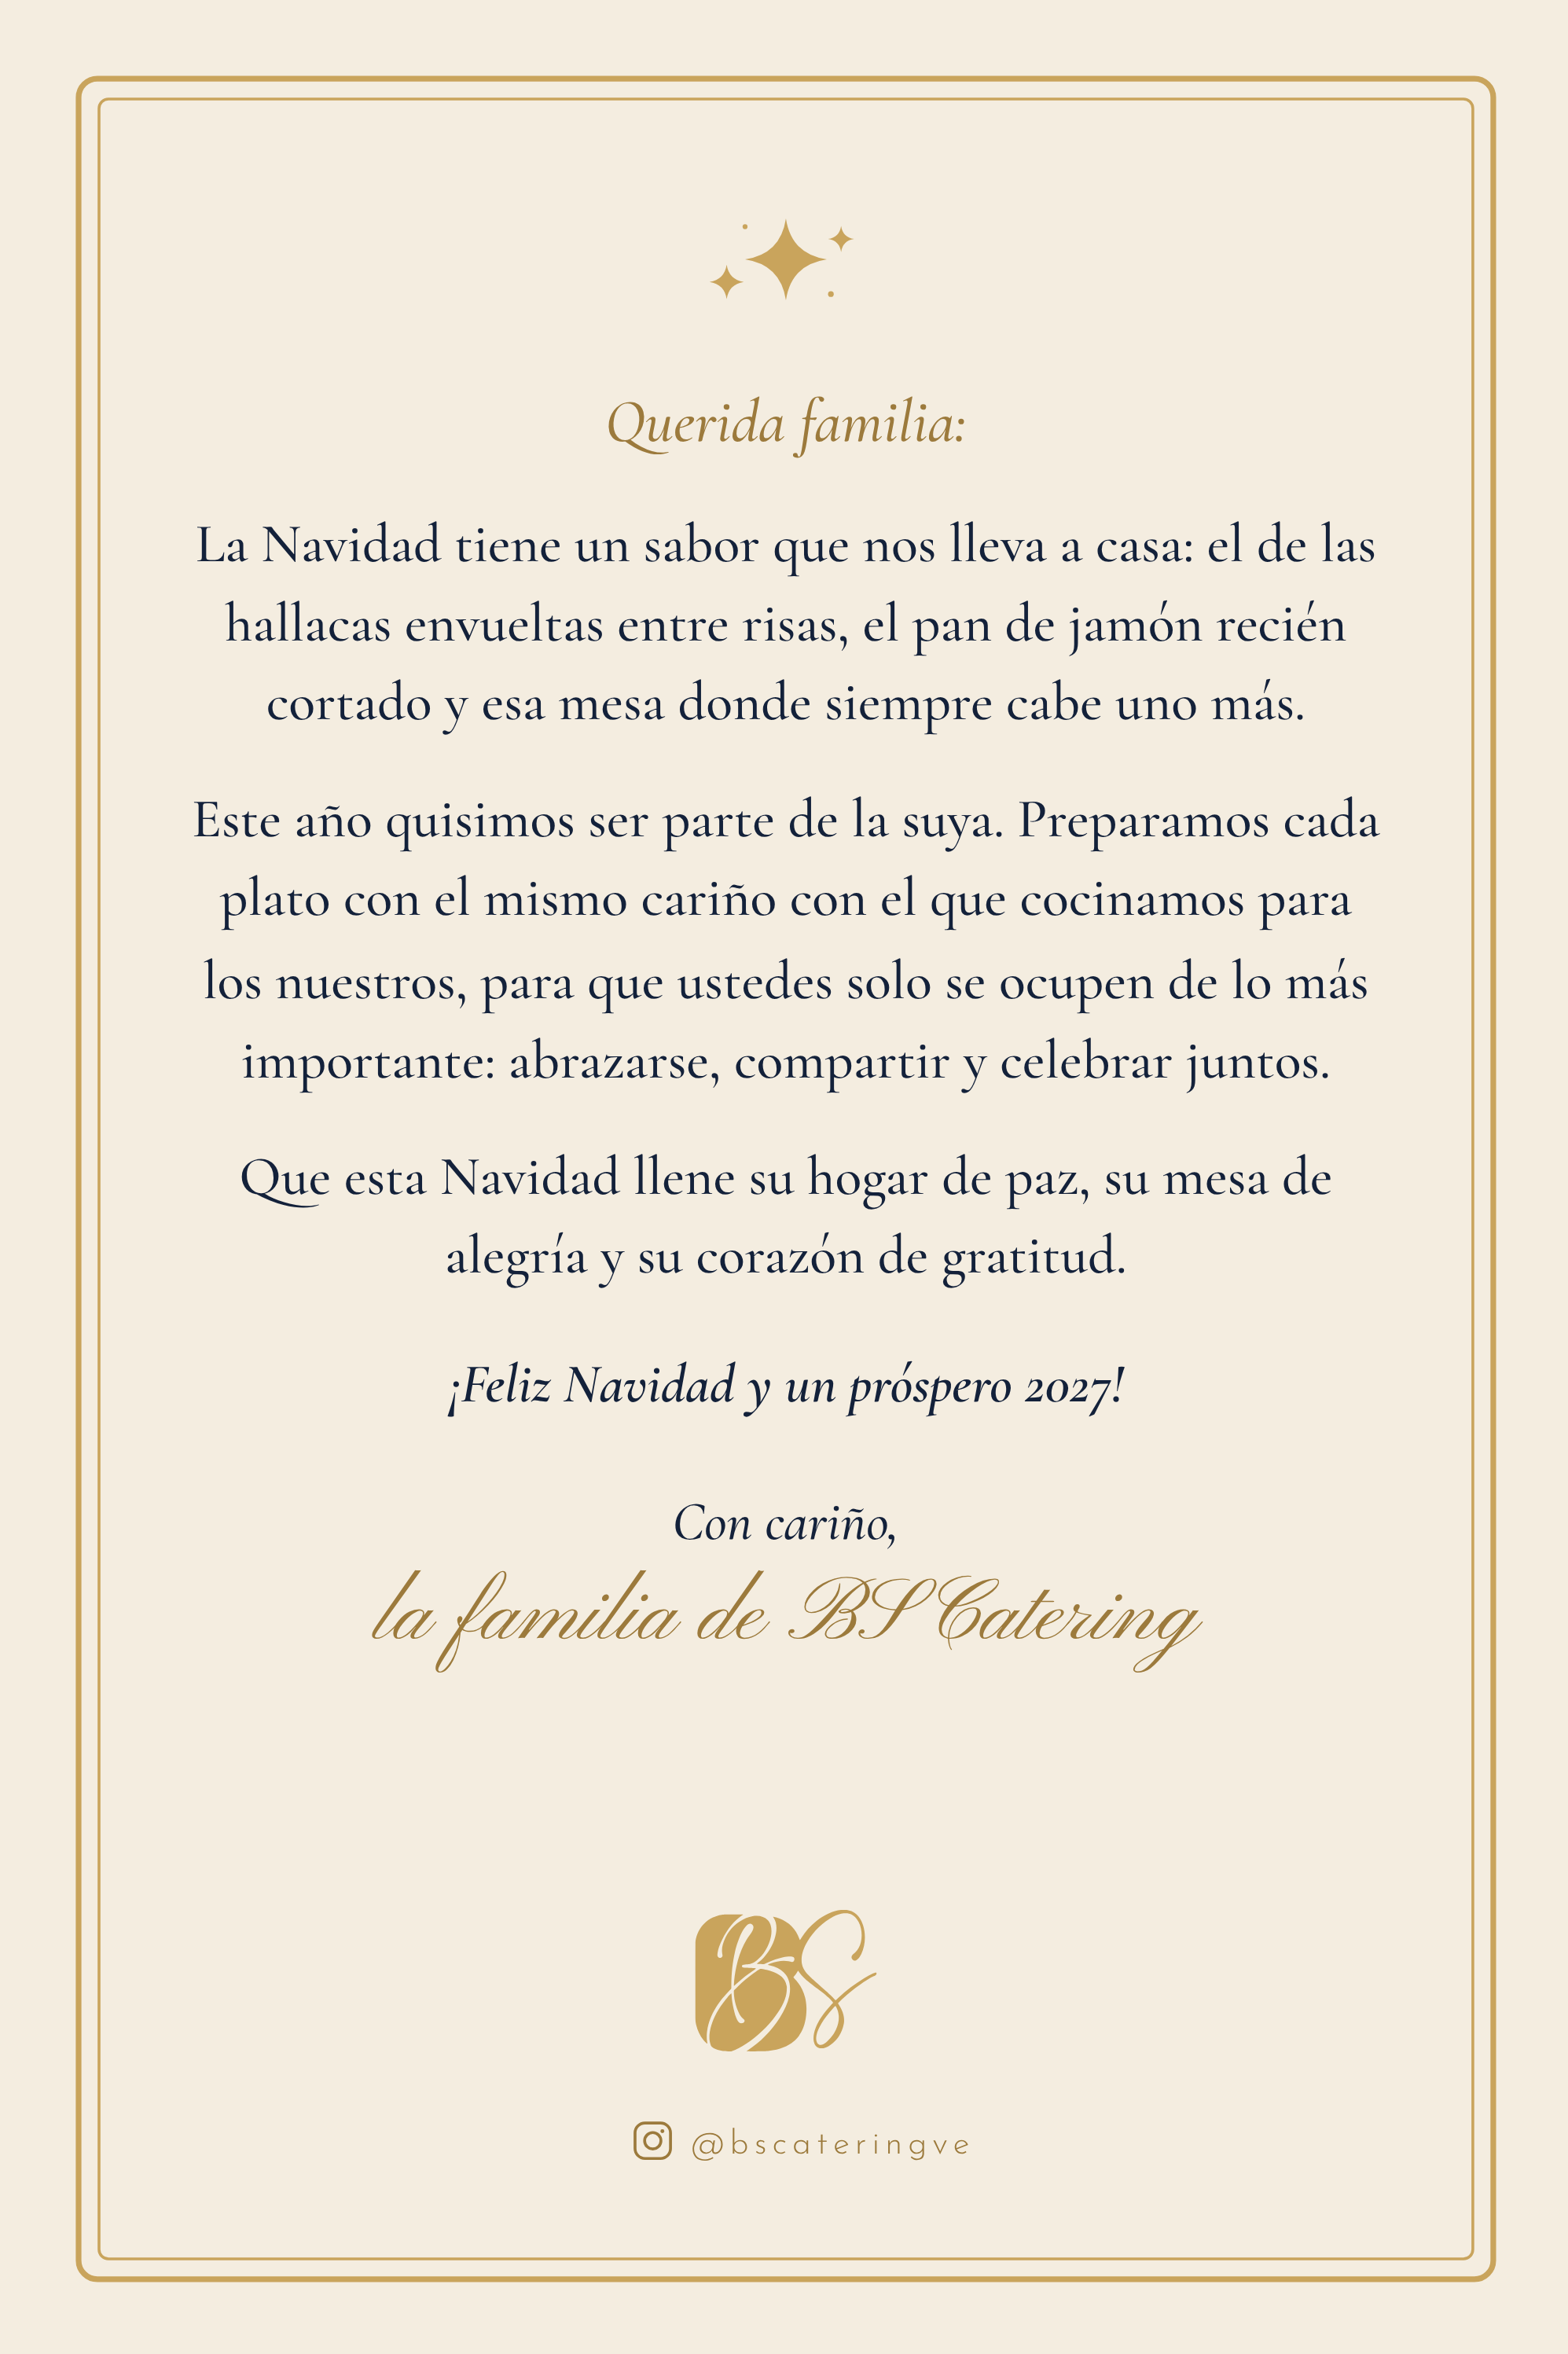 Querida familia:
La Navidad tiene un sabor que nos lleva a casa: el de las
hallacas envueltas entre risas, el pan de jamón recién
cortado y esa mesa donde siempre cabe uno más.
Este año quisimos ser parte de la suya. Preparamos cada
plato con el mismo cariño con el que cocinamos para
los nuestros, para que ustedes solo se ocupen de lo más
importante: abrazarse, compartir y celebrar juntos.
Que esta Navidad llene su hogar de paz, su mesa de
alegría y su corazón de gratitud.
¡Feliz Navidad y un próspero 2027!
Con cariño,
la familia de BS Catering
BS
@bscateringve